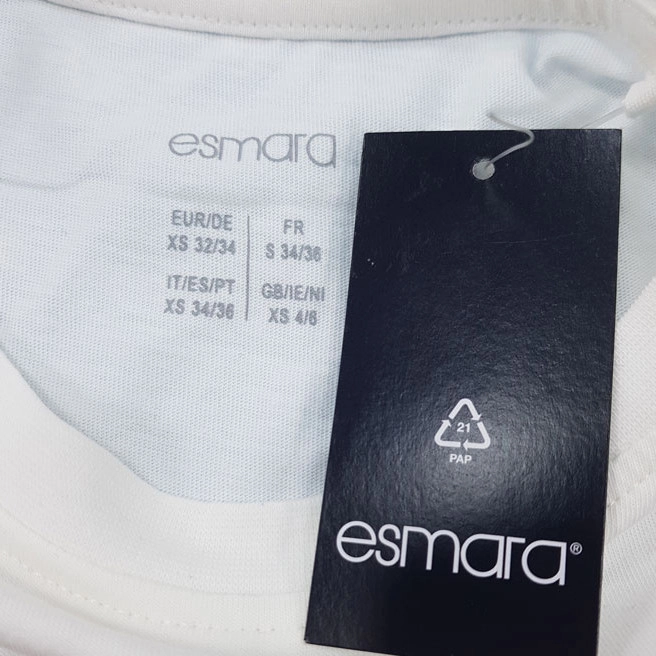 esmara
EUR/DE
XS 32/34
FR
S 34/36
IT/ES/PT
XS 34/36
GB/IE/NI
XS 4/6
21
PAP
esmara®